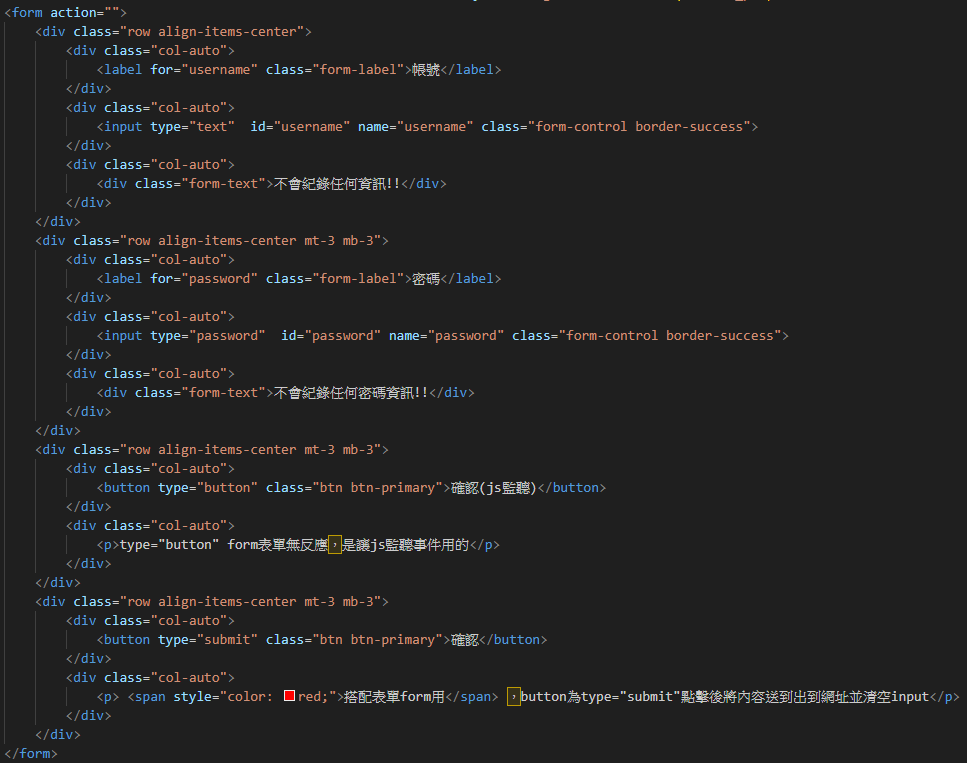 <form action="">
<div class="row align-items-center">
<div class="col-auto">
<label for="username" class="form-label">帳號</label>
</div>
<div class="col-auto">
<input type="text"  id="username" name="username" class="form-control border-success">
</div>
<div class="col-auto">
<div class="form-text">不會紀錄任何資訊!!</div>
</div>
</div>
<div class="row align-items-center mt-3 mb-3">
<div class="col-auto">
<label for="password" class="form-label">密碼</label>
</div>
<div class="col-auto">
<input type="password"  id="password" name="password" class="form-control border-success">
</div>
<div class="col-auto">
<div class="form-text">不會紀錄任何密碼資訊!!</div>
</div>
</div>
<div class="row align-items-center mt-3 mb-3">
<div class="col-auto">
<button type="button" class="btn btn-primary">確認(js監聽)</button>
</div>
<div class="col-auto">
<p>type="button" form表單無反應，是讓js監聽事件用的</p>
</div>
</div>
<div class="row align-items-center mt-3 mb-3">
<div class="col-auto">
<button type="submit" class="btn btn-primary">確認</button>
</div>
<div class="col-auto">
<p> <span style="color: red;">搭配表單form用</span> ，button為type="submit"點擊後將內容送到出到網址並清空input</p>
</div>
</div>
</form>